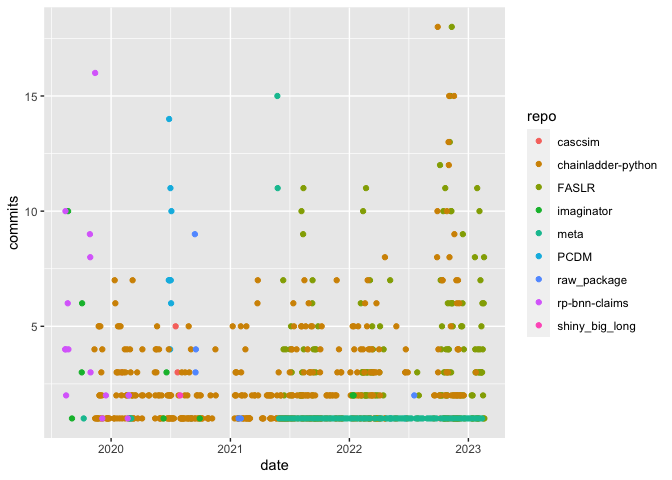 commits
15
10
5
2020
2021
2022
2023
date
repo
cascsim
chainladder-python
FASLR
imaginator
meta
PCDM
raw_package
rp-bnn-claims
shiny_big_long